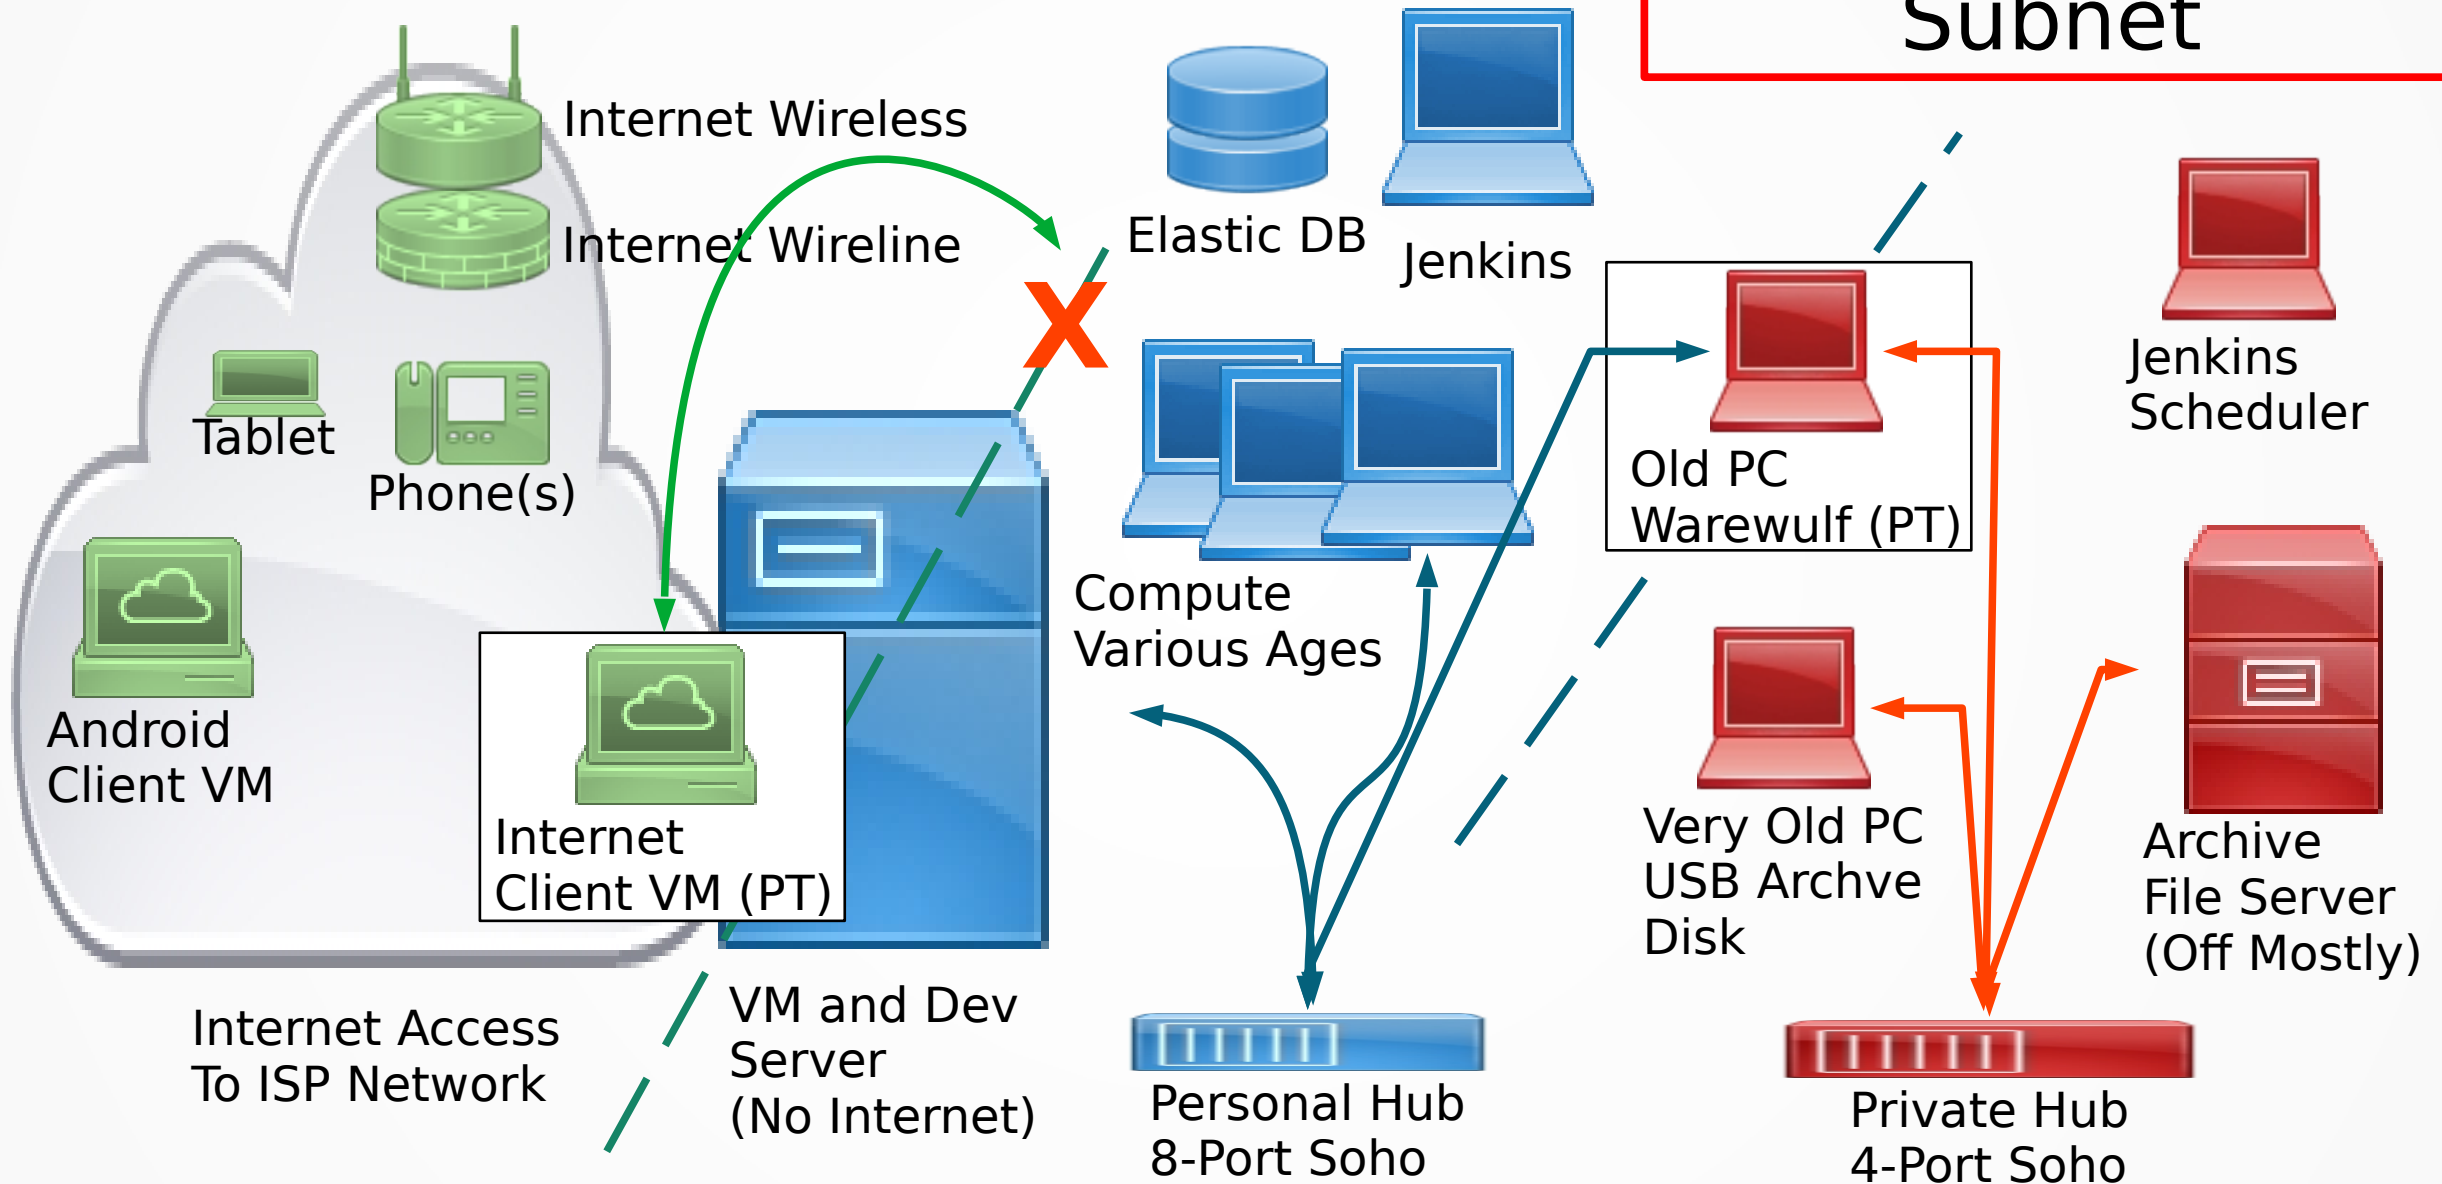 Subnet
Internet Wireless
Internet Wireline
Elastic DB
Jenkins
Jenkins
Scheduler
Tablet
Phone(s)
Old PC
Warewulf (PT)
Compute
Various Ages
Android
Client VM
Internet
Client VM (PT)
X
Very Old PC
USB Archve
Disk
Archive
File Server
(Off Mostly)
Internet Access
To ISP Network
VM and Dev
Server
(No Internet)
Personal Hub
8-Port Soho
Private Hub
4-Port Soho